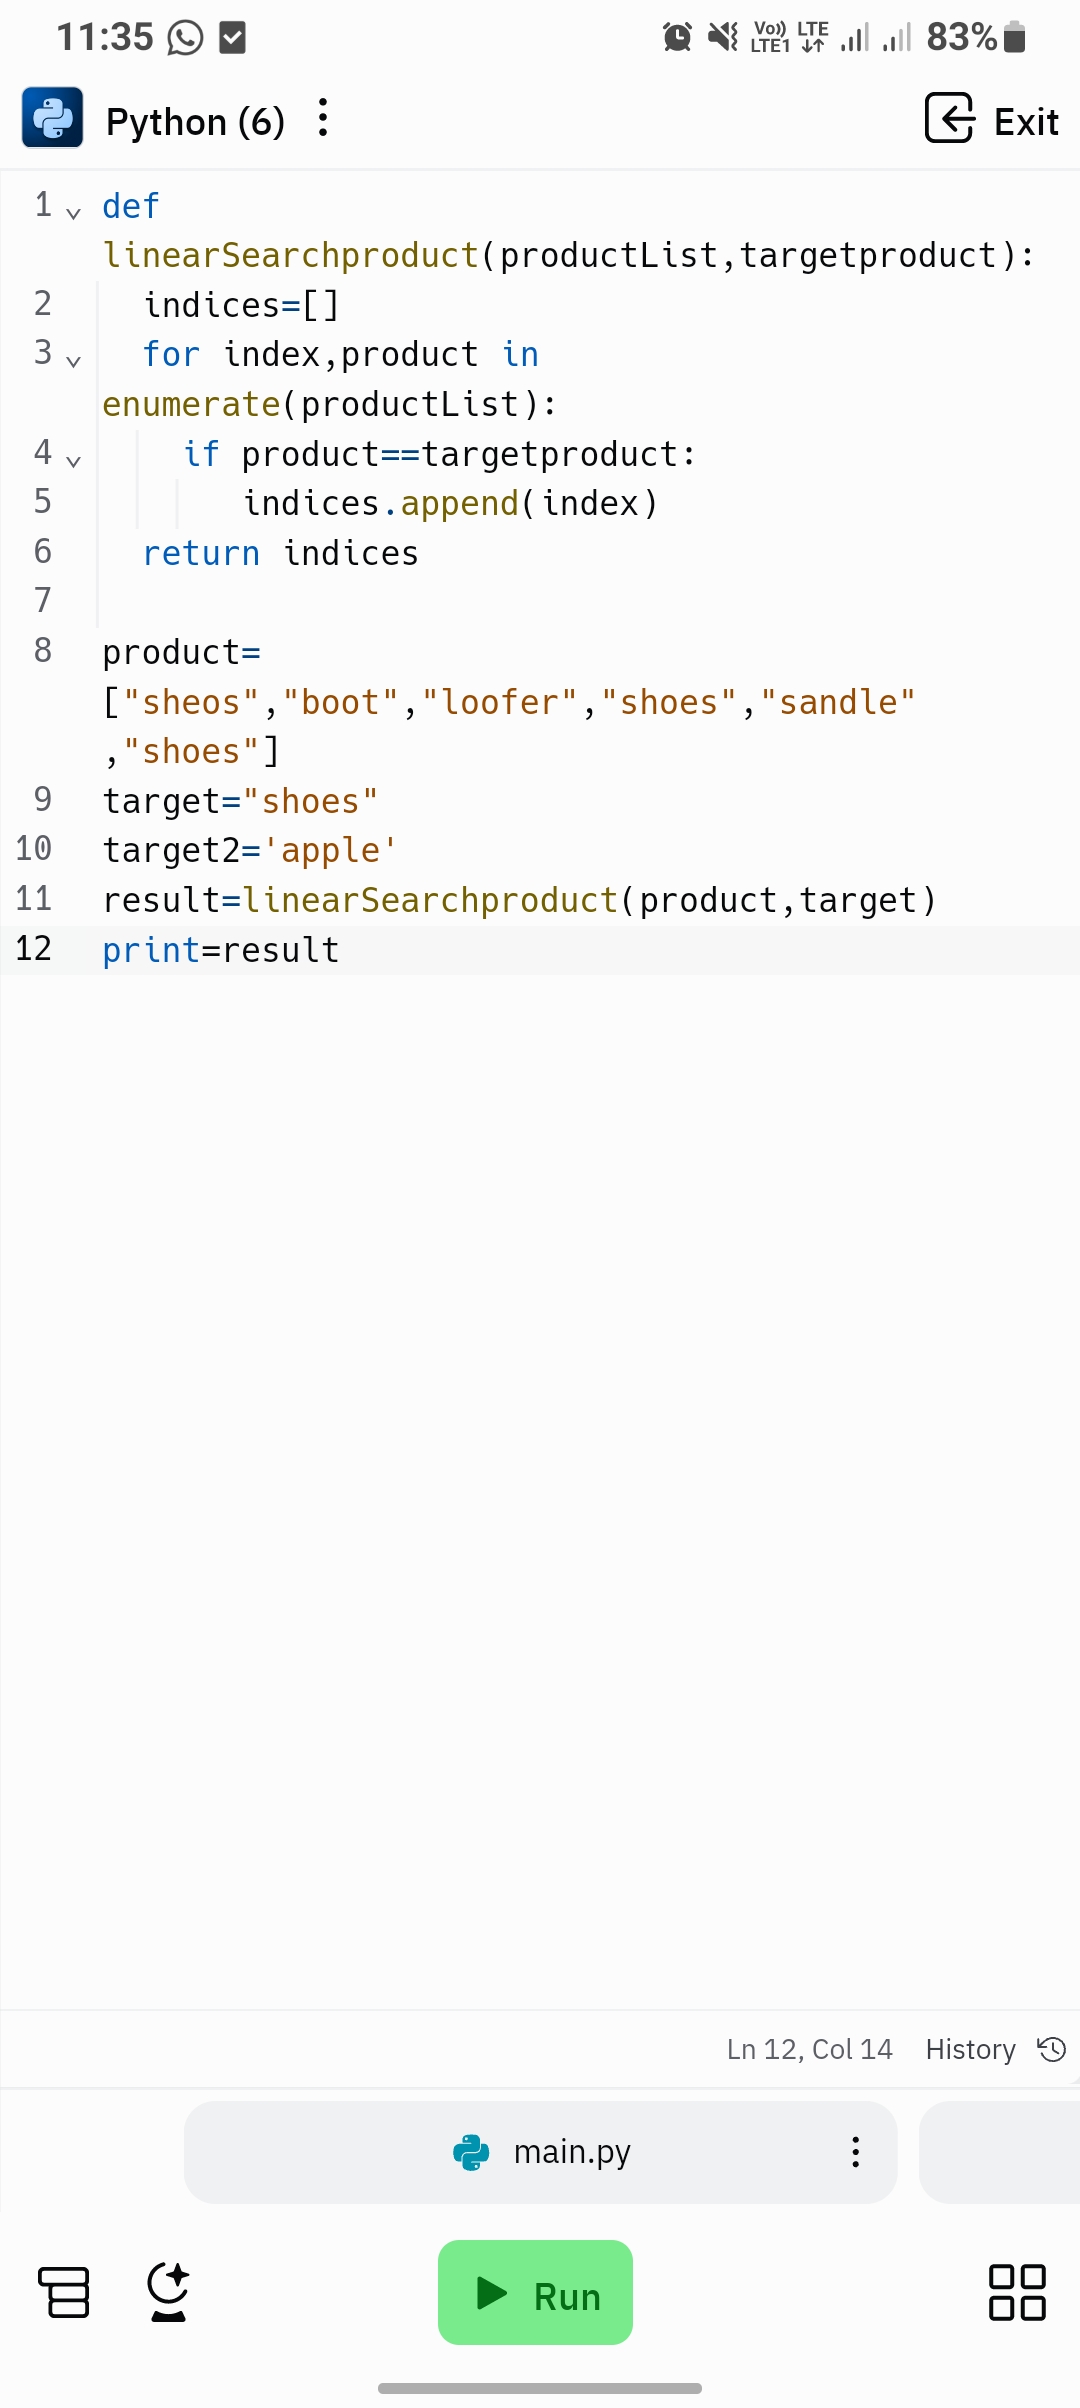 11:35 Vo)) LTE1 LTE 83%
Python (6) Exit
1 def
linearSearchproduct(productList,targetproduct):
2 indices=[]
3 for index,product in
enumerate(productList):
4 if product==targetproduct:
5 indices.append(index)
6 return indices
7
8 product=
["sheos","boot","loofer","shoes","sandle"
,"shoes"]
9 target="shoes"
10 target2='apple'
11 result=linearSearchproduct(product,target)
12 print=result
Ln 12, Col 14 History
main.py
Run